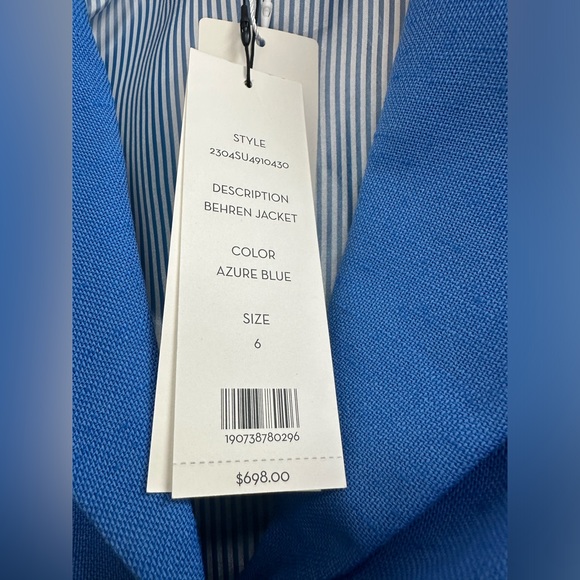 STYLE
2304SU4910430
DESCRIPTION
BEHREN JACKET
COLOR
AZURE BLUE
SIZE
6
190738780296
$698.00